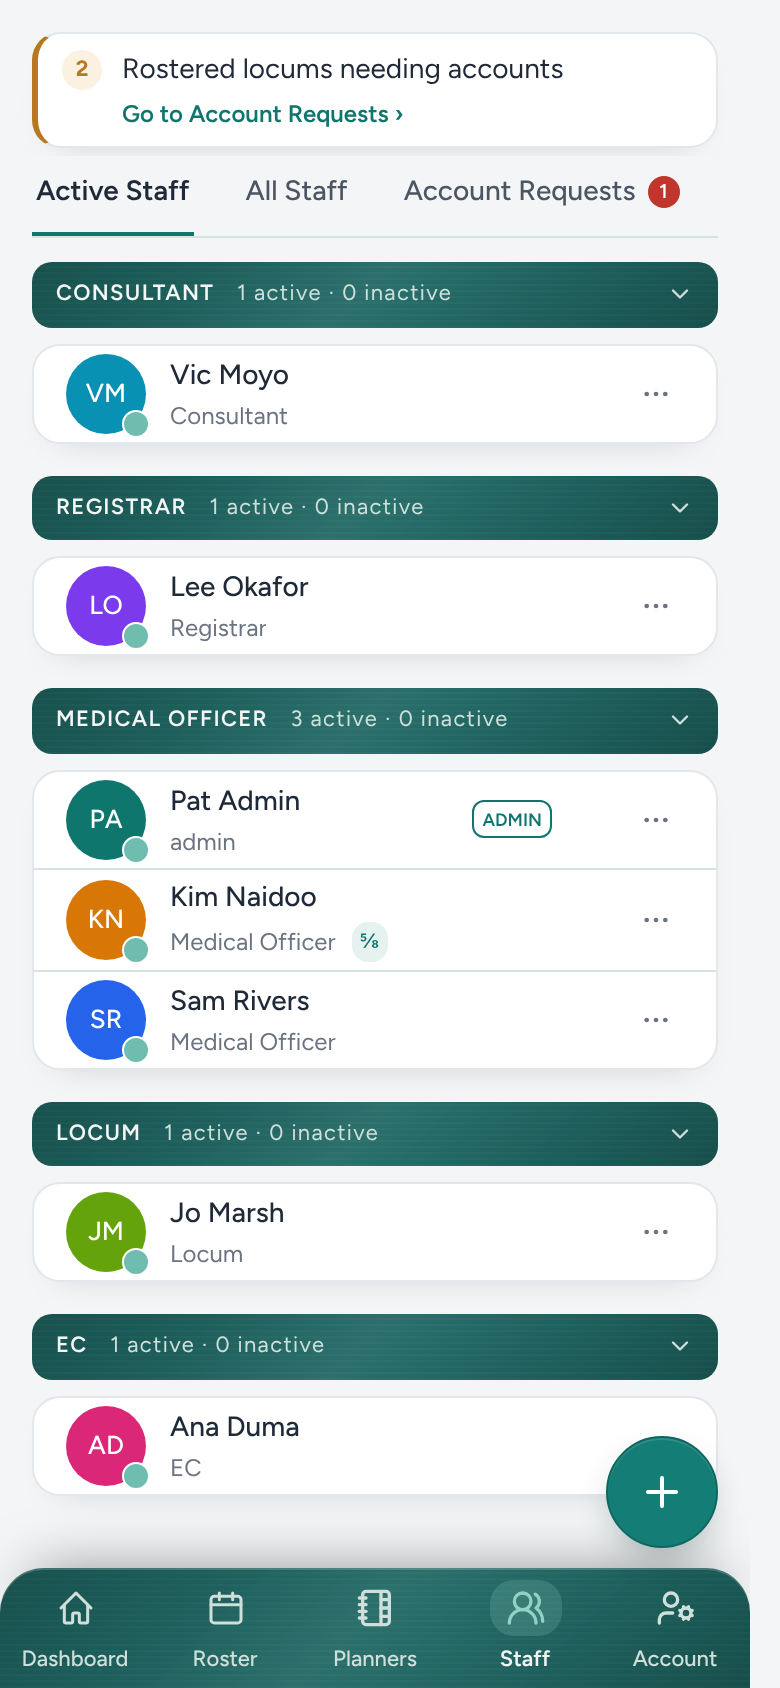 2 Rostered locums needing accounts
Go to Account Requests ›
Active Staff All Staff Account Requests 1
CONSULTANT 1 active · 0 inactive
VM Vic Moyo
Consultant
REGISTRAR 1 active · 0 inactive
LO Lee Okafor
Registrar
MEDICAL OFFICER 3 active · 0 inactive
PA Pat Admin ADMIN
admin
KN Kim Naidoo
Medical Officer ⅝
SR Sam Rivers
Medical Officer
LOCUM 1 active · 0 inactive
JM Jo Marsh
Locum
EC 1 active · 0 inactive
AD Ana Duma
EC
Dashboard Roster Planners Staff Account